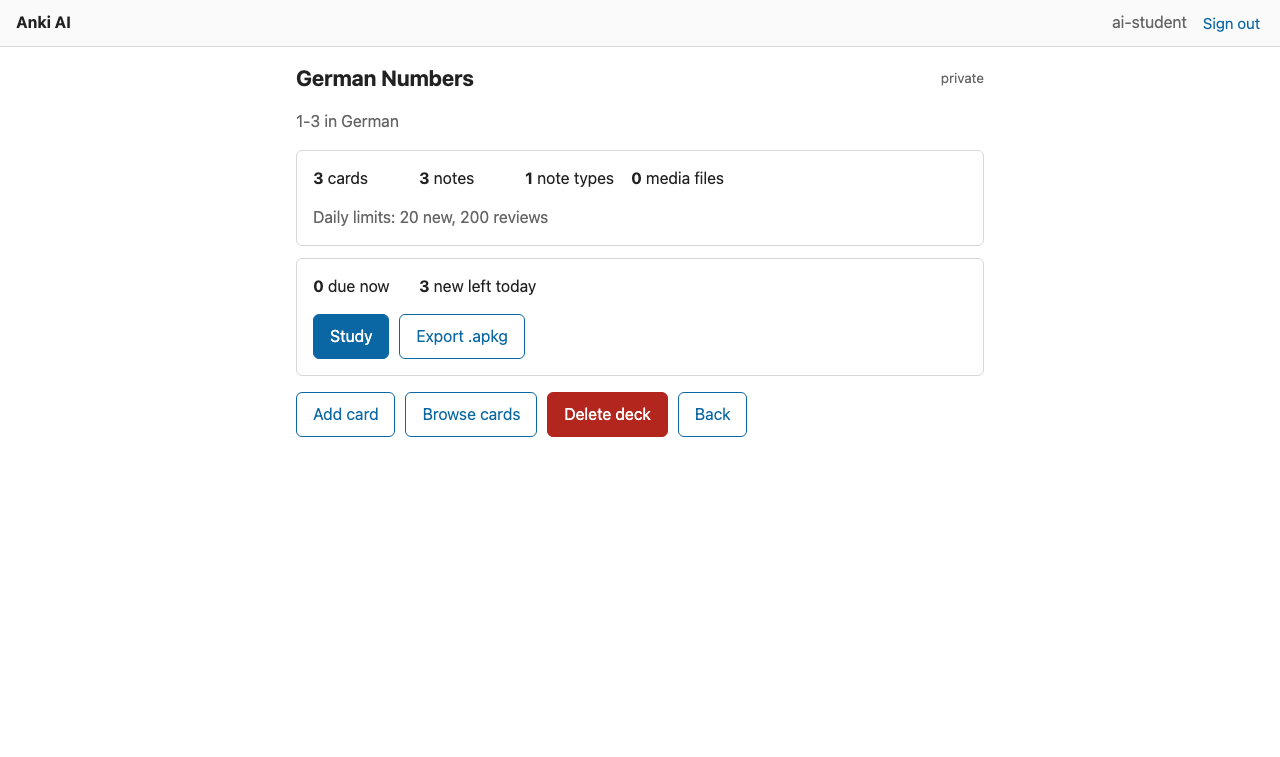 Anki AI
ai-student Sign out
German Numbers
private
1-3 in German
3 cards 3 notes 1 note types 0 media files
Daily limits: 20 new, 200 reviews
0 due now 3 new left today
Study Export .apkg
Add card Browse cards Delete deck Back